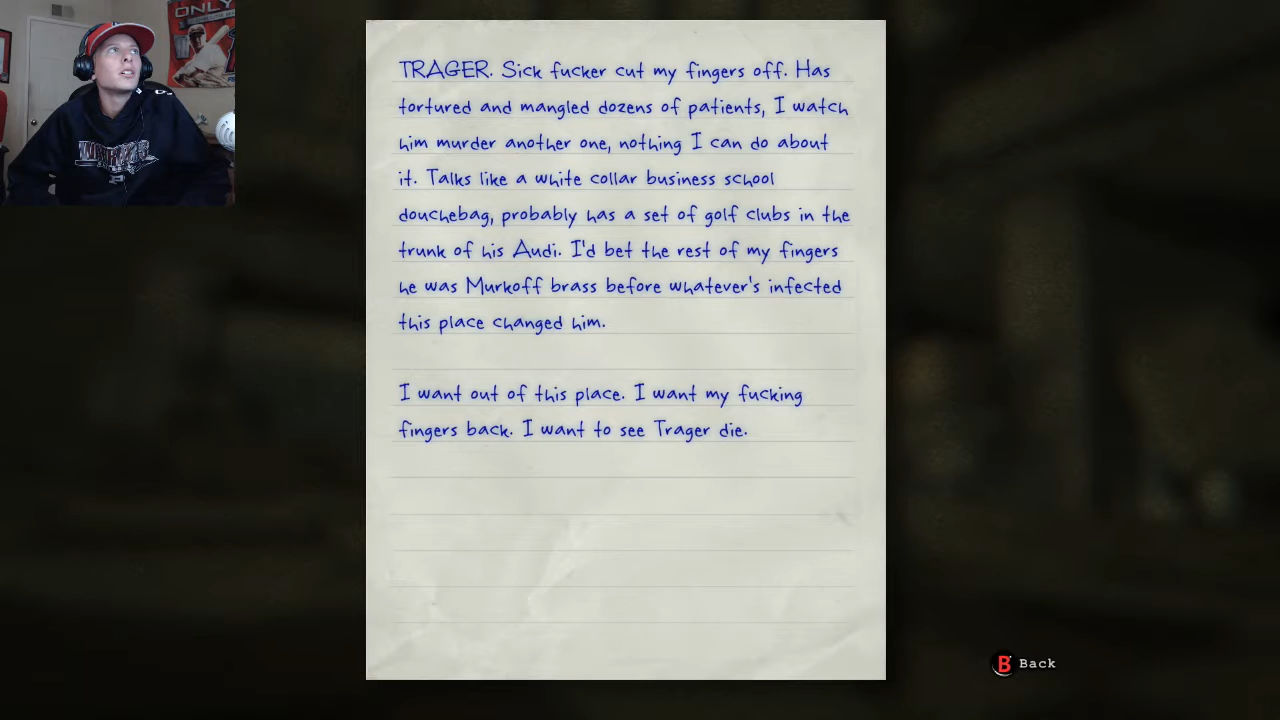 ONLY
TRAGER. Sick fucker cut my fingers off. Has
tortured and mangled dozens of patients, I watch
him murder another one, nothing I can do about
it. Talks like a white collar business school
douchebag, probably has a set of golf clubs in the
trunk of his Audi. I'd bet the rest of my fingers
he was Murkoff brass before whatever's infected
this place changed him.
I want out of this place. I want my fucking
fingers back. I want to see Trager die.
B Back